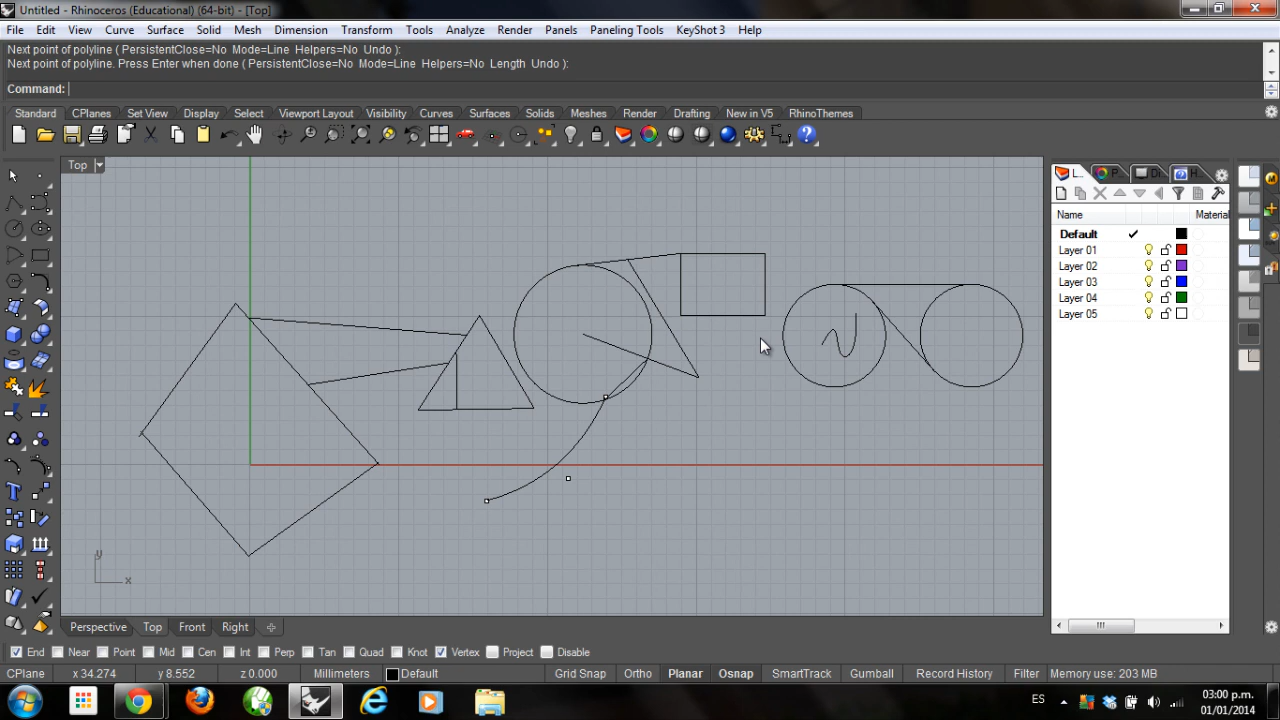 Untitled - Rhinoceros (Educational) (64-bit) - [Top]
File Edit View Curve Surface Solid Mesh Dimension Transform Tools Analyze Render Panels Paneling Tools KeyShot 3 Help
Next point of polyline ( PersistentClose=No Mode=Line Helpers=No Undo ):
Next point of polyline. Press Enter when done ( PersistentClose=No Mode=Line Helpers=No Length Undo ):
Command:
Standard CPlanes Set View Display Select Viewport Layout Visibility Curves Surfaces Solids Meshes Render Drafting New in V5 RhinoThemes
Top
L... P... Di H...
Name Material
Default
Layer 01
Layer 02
Layer 03
Layer 04
Layer 05
y
x
Perspective Top Front Right
End Near Point Mid Cen Int Perp Tan Quad Knot Vertex Project Disable
CPlane x 34.274 y 8.552 z 0.000 Millimeters Default Grid Snap Ortho Planar Osnap SmartTrack Gumball Record History Filter Memory use: 203 MB
ES 03:00 p.m.
01/01/2014